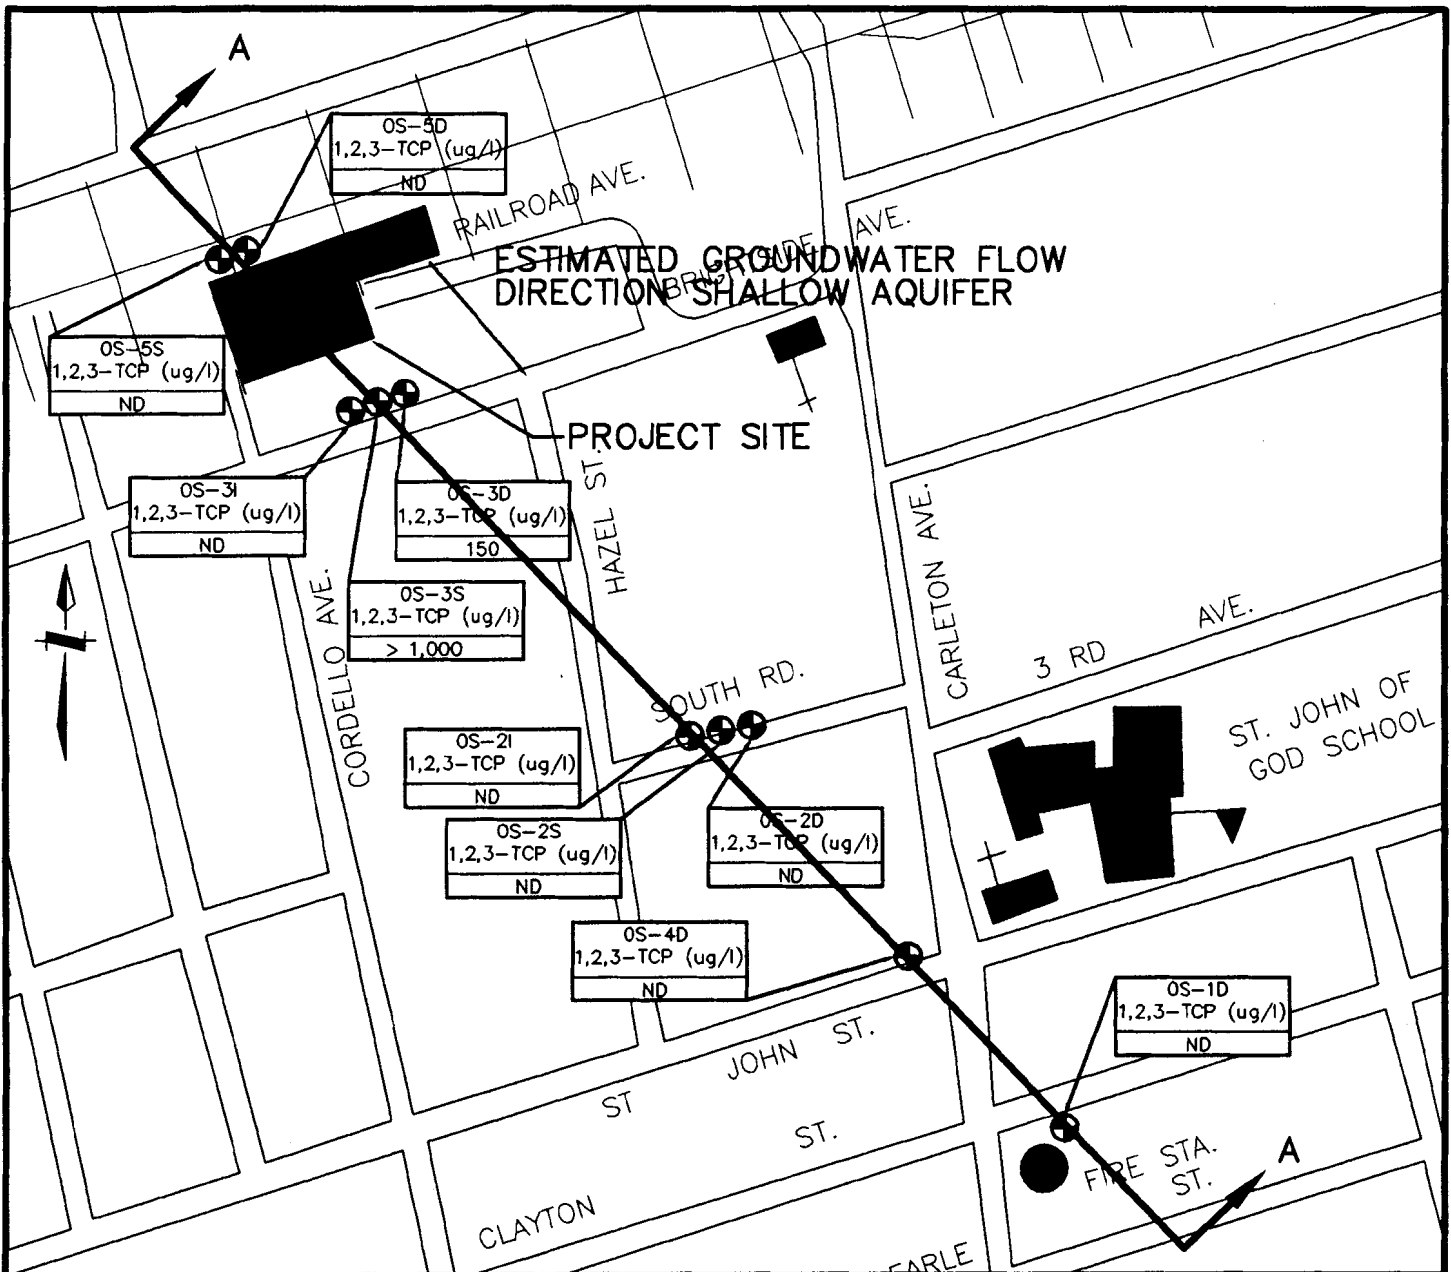 A
OS-5D
1,2,3-TCP (ug/l)
ND
RAILROAD AVE.
ESTIMATED GROUNDWATER FLOW
DIRECTION SHALLOW AQUIFER
AVE.
OS-5S
1,2,3-TCP (ug/l)
ND
PROJECT SITE
OS-3I
1,2,3-TCP (ug/l)
ND
OS-3D
1,2,3-TCP (ug/l)
150
HAZEL ST.
OS-3S
1,2,3-TCP (ug/l)
> 1,000
CORDELLO AVE.
CARLETON AVE.
3 RD AVE.
SOUTH RD.
ST. JOHN OF
GOD SCHOOL
OS-2I
1,2,3-TCP (ug/l)
ND
OS-2S
1,2,3-TCP (ug/l)
ND
OS-2D
1,2,3-TCP (ug/l)
ND
OS-4D
1,2,3-TCP (ug/l)
ND
OS-1D
1,2,3-TCP (ug/l)
ND
ST JOHN ST.
CLAYTON ST.
FIRE STA.
EARLE ST.
A